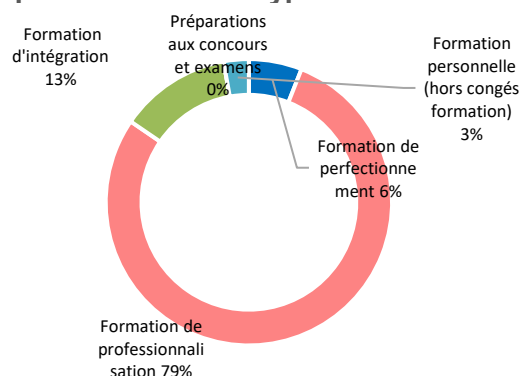 Formation
d'intégration
13%
Préparations
aux concours
et examens
0%
Formation
personnelle
(hors congés
formation)
3%
Formation de
perfectionne
ment 6%
Formation de
professionnali
sation 79%